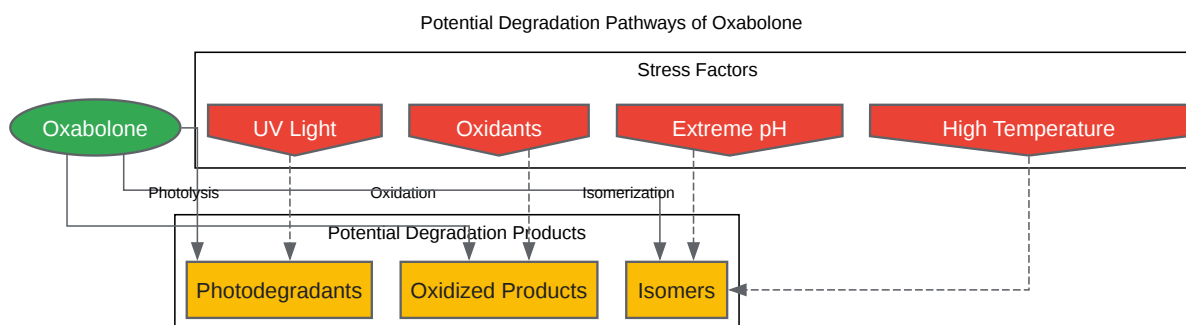 Potential Degradation Pathways of Oxabolone
Stress Factors
Oxabolone
UV Light
Oxidants
Extreme pH
High Temperature
Photolysis
Oxidation
Isomerization
Potential Degradation Products
Photodegradants
Oxidized Products
Isomers